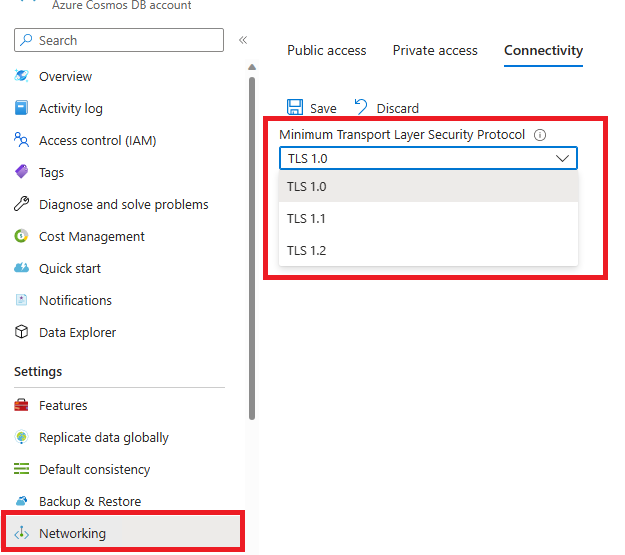 Azure Cosmos DB account
Search
Overview
Activity log
Access control (IAM)
Tags
Diagnose and solve problems
Cost Management
Quick start
Notifications
Data Explorer
Settings
Features
Replicate data globally
Default consistency
Backup & Restore
Networking
Public access
Private access
Connectivity
Save
Discard
Minimum Transport Layer Security Protocol
TLS 1.0
TLS 1.0
TLS 1.1
TLS 1.2